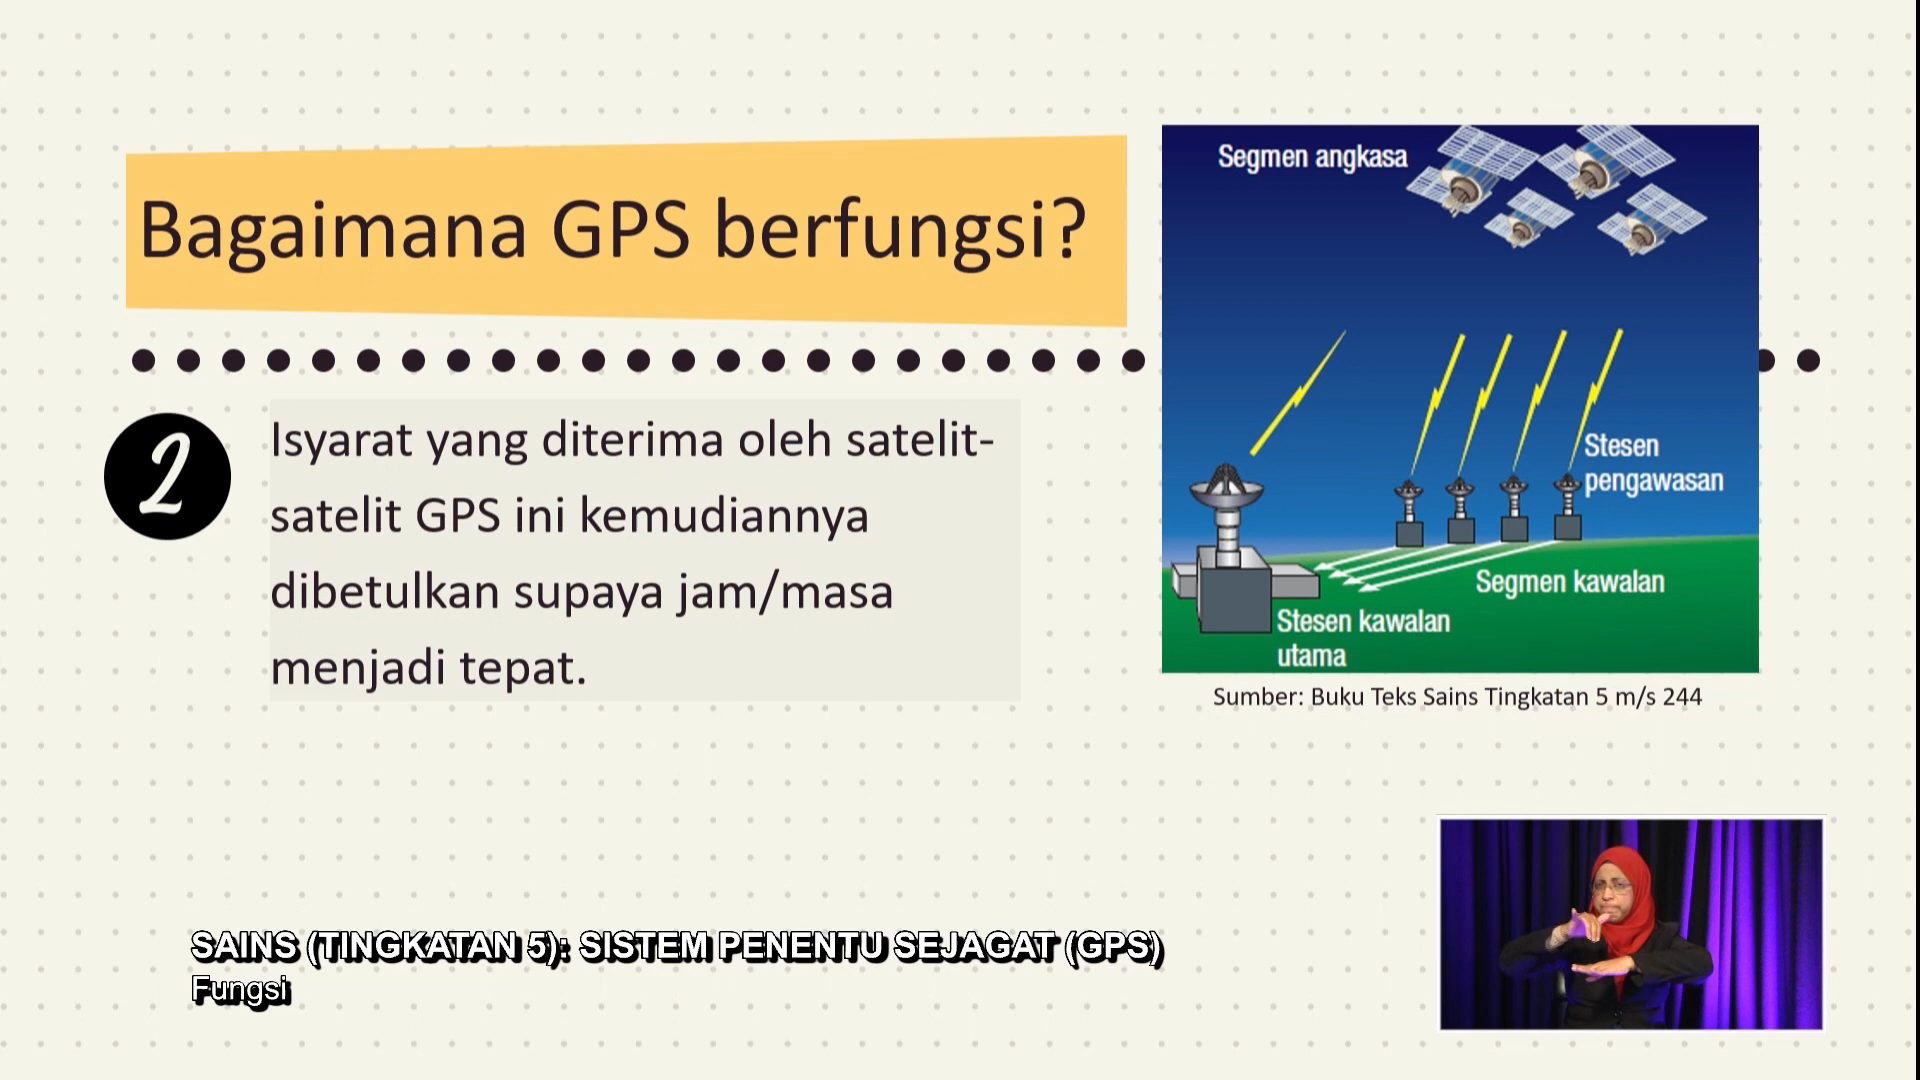 Bagaimana GPS berfungsi?
2
Isyarat yang diterima oleh satelit-
satelit GPS ini kemudiannya
dibetulkan supaya jam/masa
menjadi tepat.
Segmen angkasa
Stesen
pengawasan
Segmen kawalan
Stesen kawalan
utama
Sumber: Buku Teks Sains Tingkatan 5 m/s 244
SAINS (TINGKATAN 5): SISTEM PENENTU SEJAGAT (GPS)
Fungsi